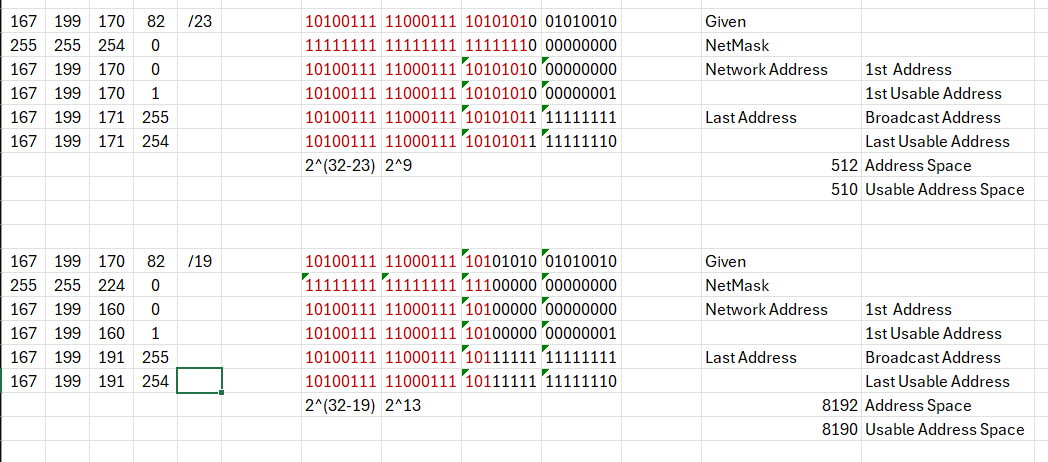 167 199 170 82 /23 10100111 11000111 10101010 01010010 Given
255 255 254 0 11111111 11111111 11111110 00000000 NetMask
167 199 170 0 10100111 11000111 10101010 00000000 Network Address 1st Address
167 199 170 1 10100111 11000111 10101010 00000001 1st Usable Address
167 199 171 255 10100111 11000111 10101011 11111111 Last Address Broadcast Address
167 199 171 254 10100111 11000111 10101011 11111110 Last Usable Address
2^(32-23) 2^9 512 Address Space
510 Usable Address Space
167 199 170 82 /19 10100111 11000111 10101010 01010010 Given
255 255 224 0 11111111 11111111 11100000 00000000 NetMask
167 199 160 0 10100111 11000111 10100000 00000000 Network Address 1st Address
167 199 160 1 10100111 11000111 10100000 00000001 1st Usable Address
167 199 191 255 10100111 11000111 10111111 11111111 Last Address Broadcast Address
167 199 191 254 10100111 11000111 10111111 11111110 Last Usable Address
2^(32-19) 2^13 8192 Address Space
8190 Usable Address Space